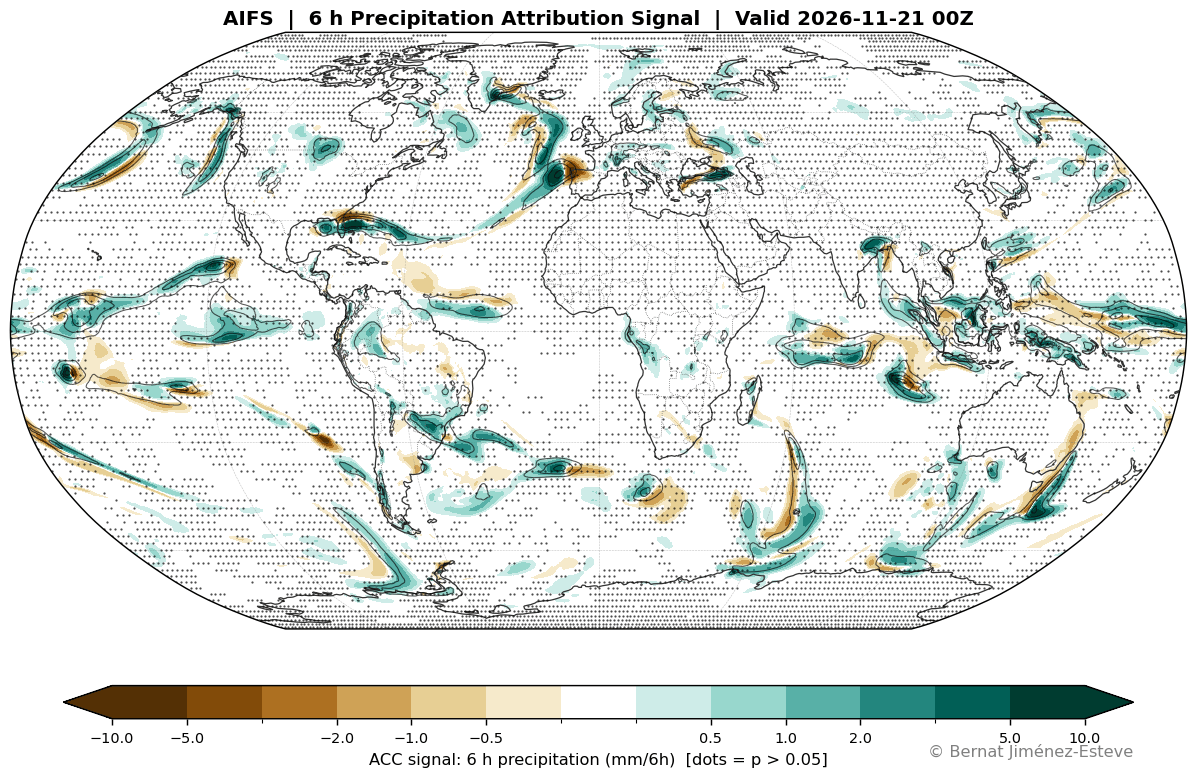 AIFS | 6 h Precipitation Attribution Signal | Valid 2026-11-21 00Z
−10.0 −5.0 −2.0 −1.0 −0.5 0.5 1.0 2.0 5.0 10.0
ACC signal: 6 h precipitation (mm/6h) [dots = p > 0.05]
© Bernat Jiménez-Esteve